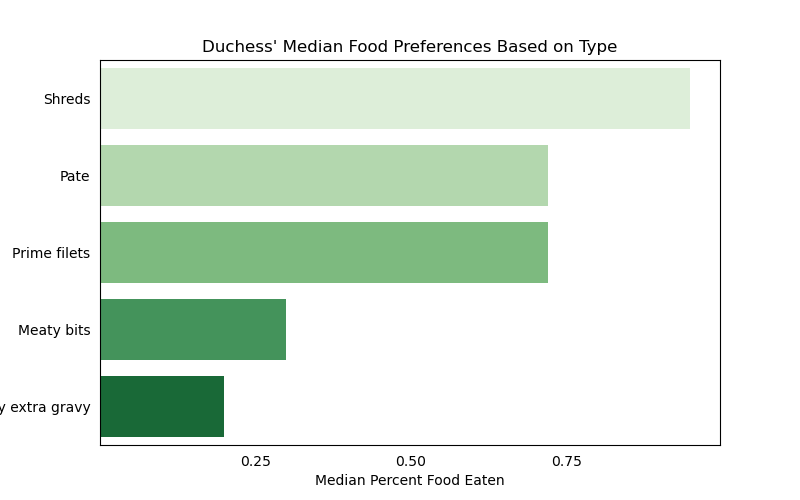 Duchess' Median Food Preferences Based on Type
Shreds
Pate
Prime filets
Meaty bits
extra gravy
0.25 0.50 0.75
Median Percent Food Eaten